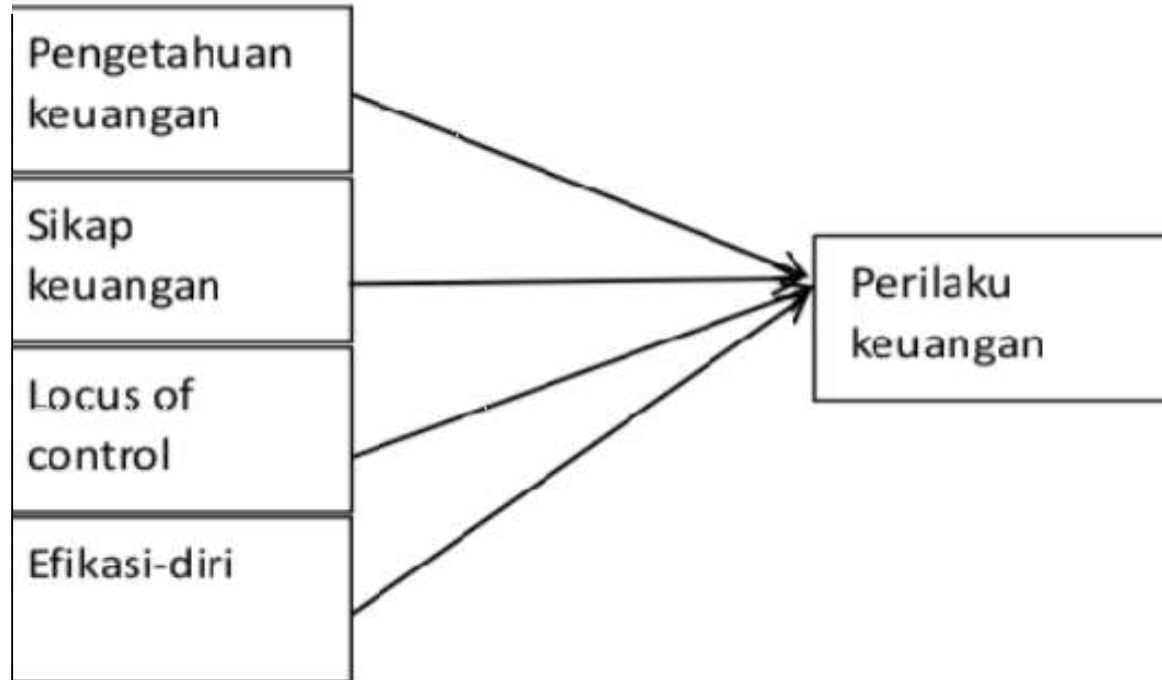 Pengetahuan
keuangan
Sikap
keuangan
Locus of
control
Efikasi-diri
Perilaku
keuangan